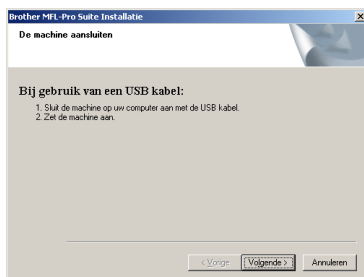 Brother MFL-Pro Suite Installatie
De machine aansluiten
Bij gebruik van een USB kabel:
1. Sluit de machine op uw computer aan met de USB kabel.
2. Zet de machine aan.
< Vorige
Volgende >
Annuleren